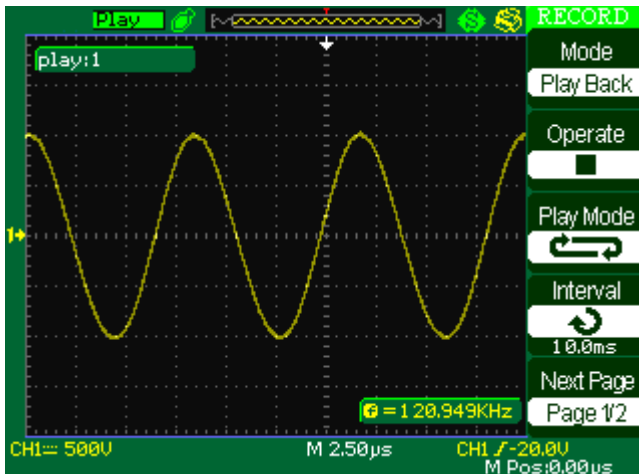 Play
S
RECORD
play:1
Mode
Play Back
Operate
Play Mode
Interval
10.0ms
Next Page
Page 1/2
1
=120.949KHz
CH1 500V
M 2.50µs
CH1 -20.0V
M Pos:0.00µs